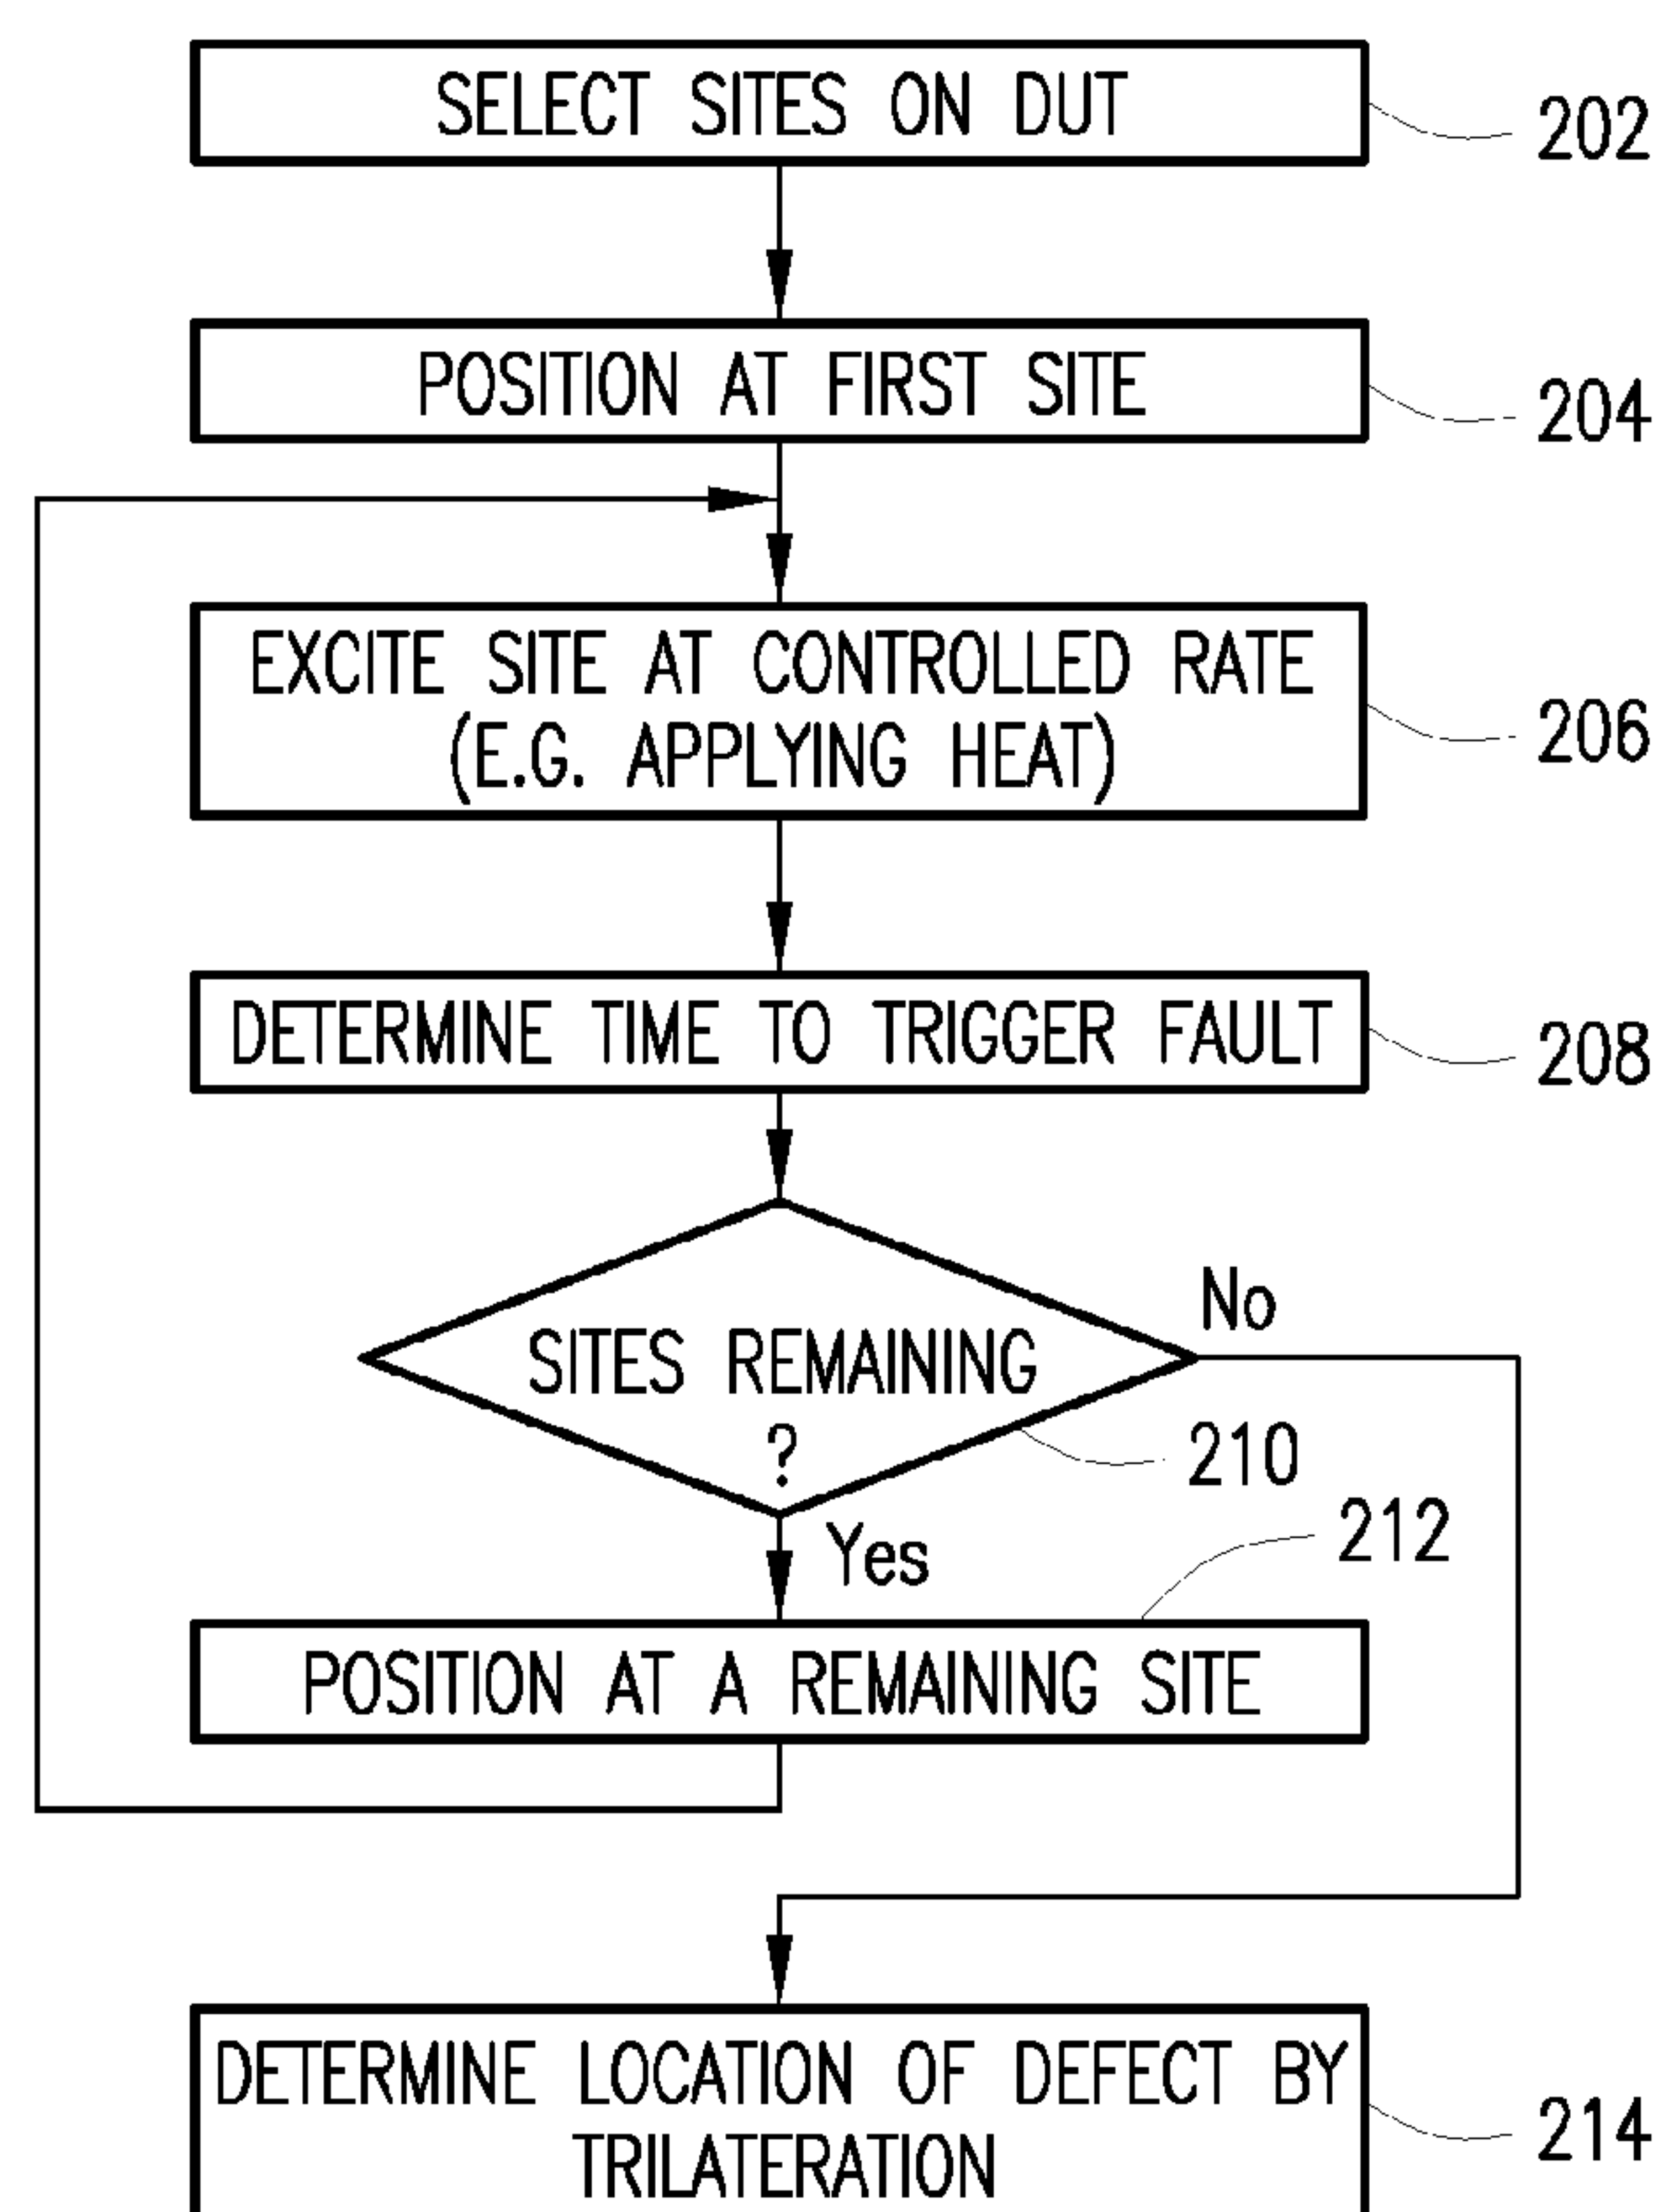 SELECT SITES ON DUT
202
POSITION AT FIRST SITE
204
EXCITE SITE AT CONTROLLED RATE
(E.G. APPLYING HEAT)
206
DETERMINE TIME TO TRIGGER FAULT
208
No
SITES REMAINING
?
210
212
Yes
POSITION AT A REMAINING SITE
DETERMINE LOCATION OF DEFECT BY
TRILATERATION
214